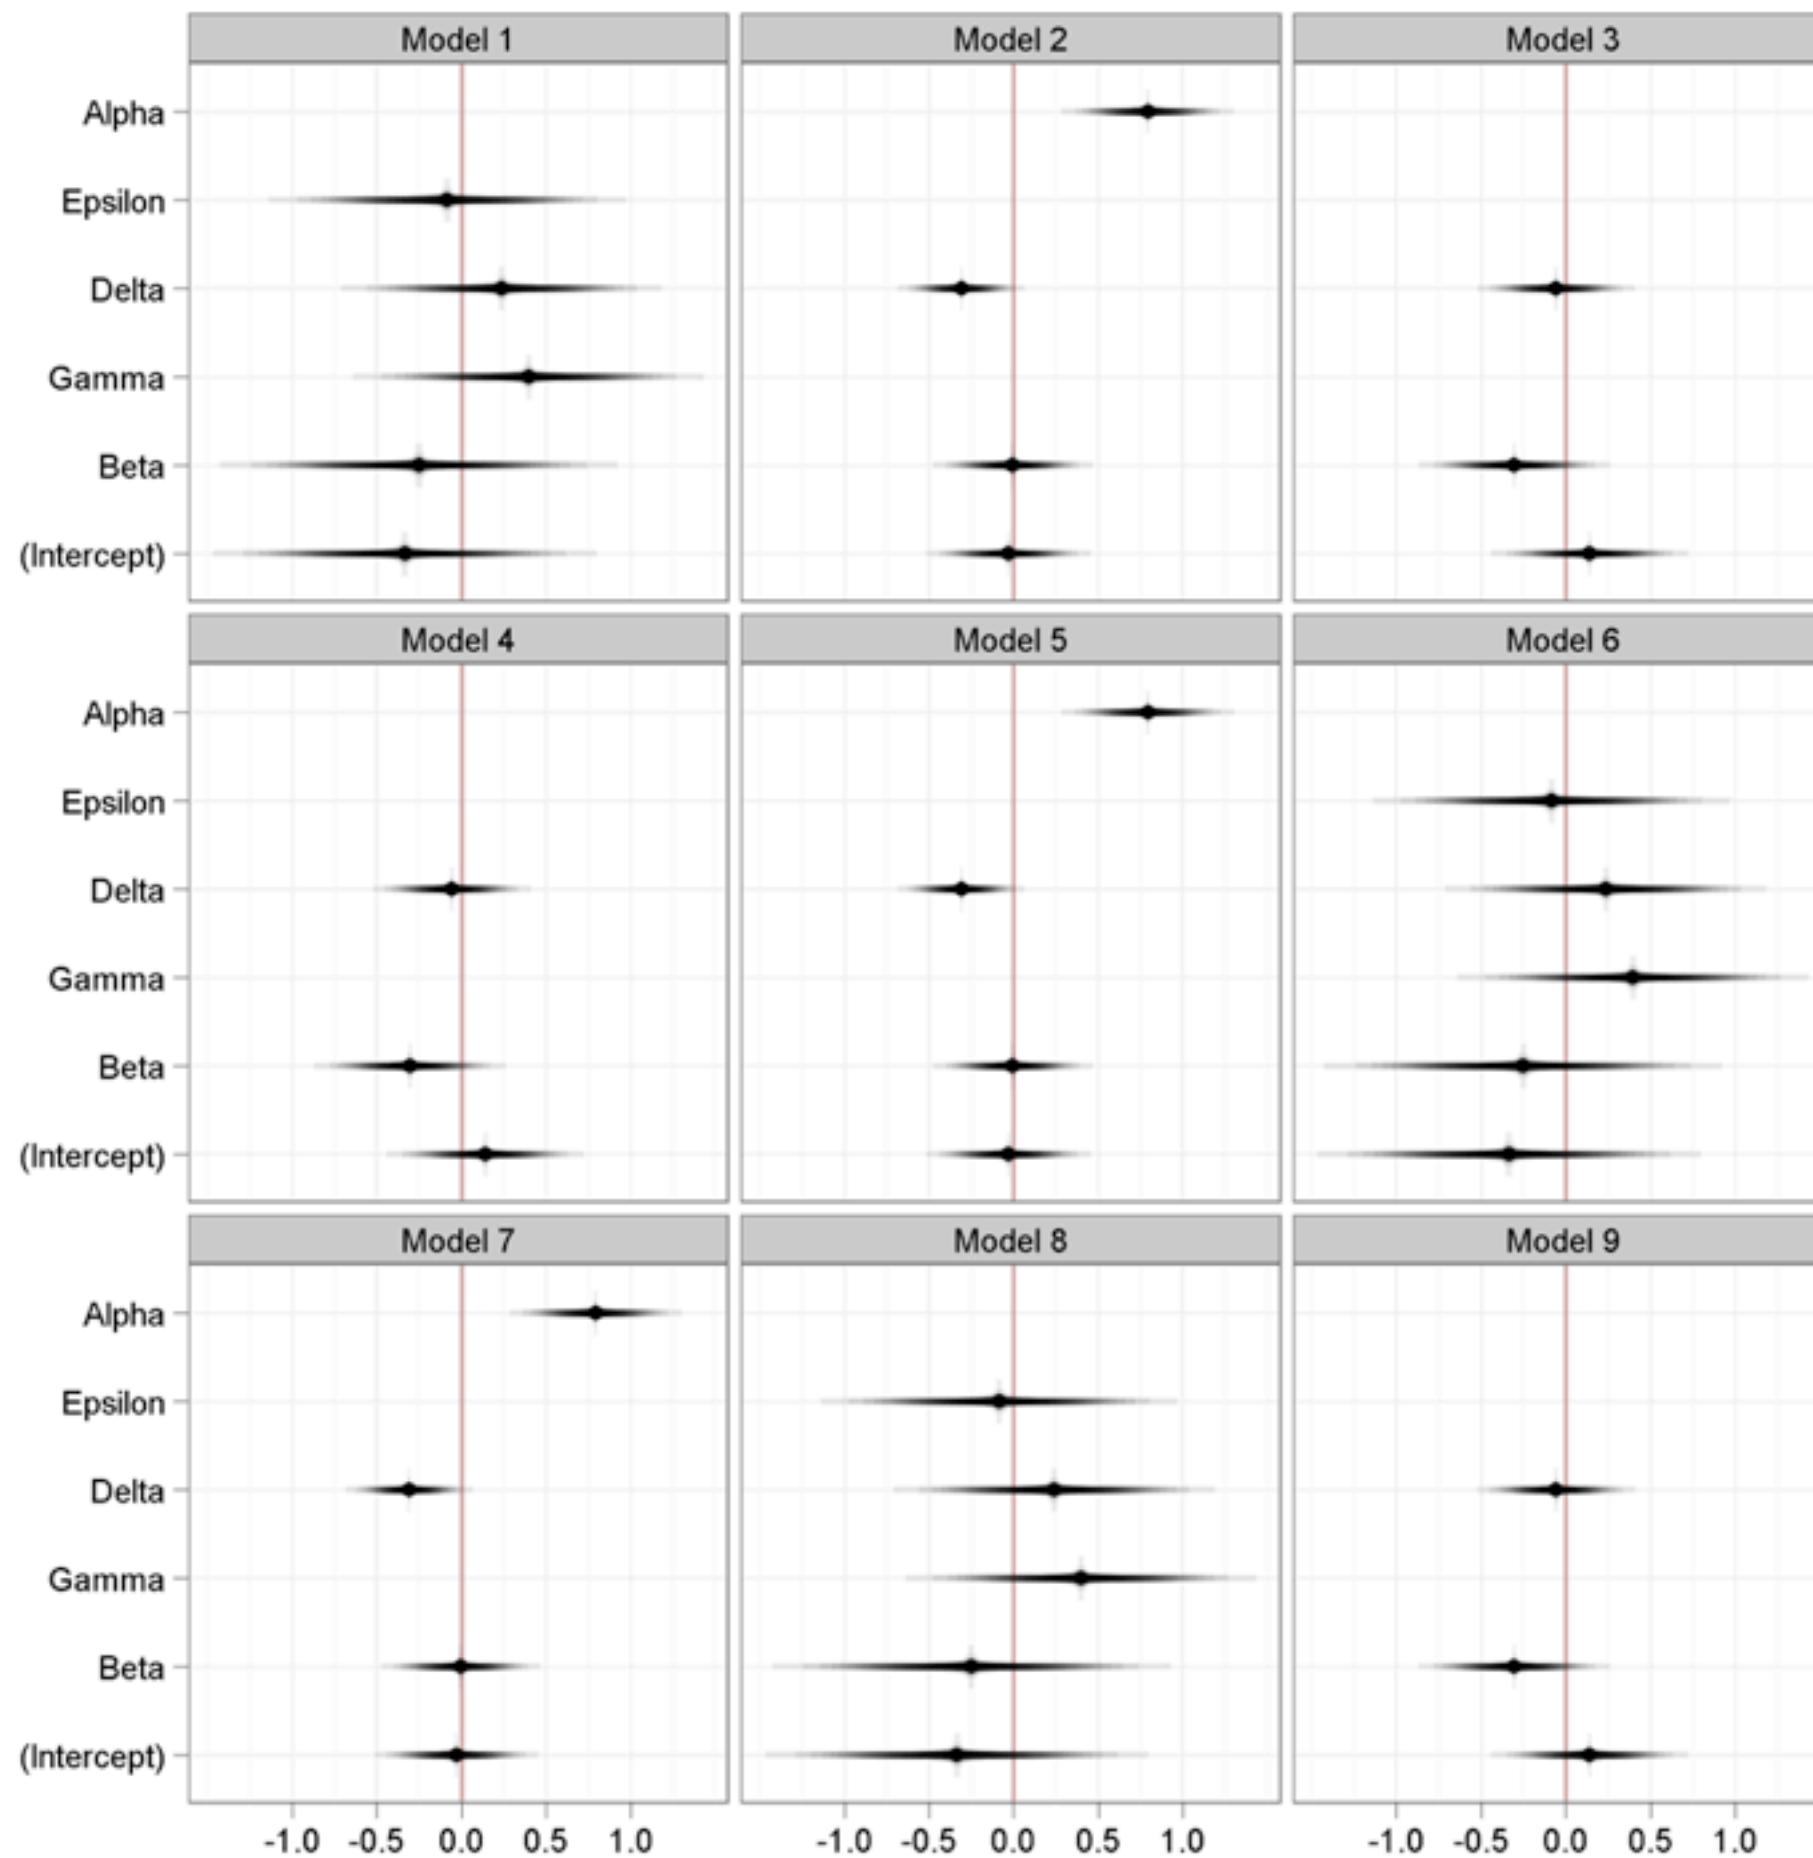 Model 1 Model 2 Model 3
Alpha
Epsilon
Delta
Gamma
Beta
(Intercept)
Model 4 Model 5 Model 6
Alpha
Epsilon
Delta
Gamma
Beta
(Intercept)
Model 7 Model 8 Model 9
Alpha
Epsilon
Delta
Gamma
Beta
(Intercept)
-1.0 -0.5 0.0 0.5 1.0 -1.0 -0.5 0.0 0.5 1.0 -1.0 -0.5 0.0 0.5 1.0